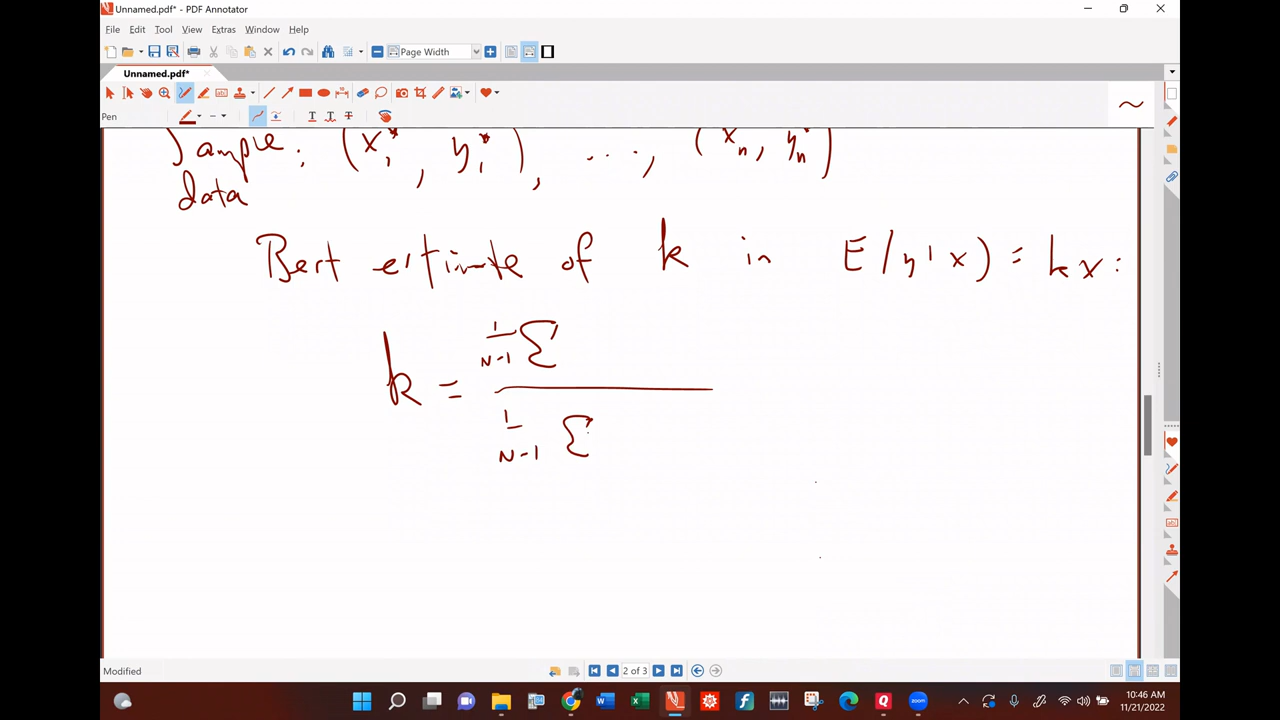 Unnamed.pdf* - PDF Annotator
File Edit Tool View Extras Window Help
Page Width
Unnamed.pdf*
Pen
Sample: (x₁*, y₁*), ..., (xₙ, yₙ*)
data
Best estimate of k in E(y|x) = kx:
k = 1/N-1 Σ
1/N-1 Σ
Modified
2 of 3
10:46 AM
11/21/2022